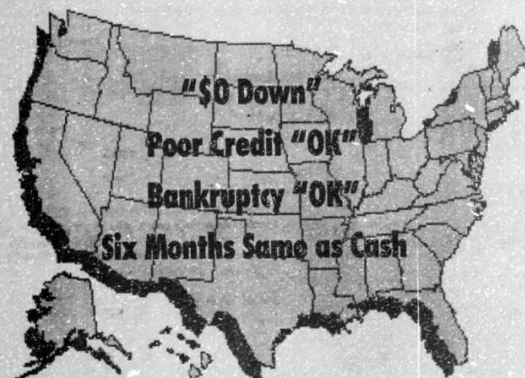 "$0 Down"
Poor Credit "OK"
Bankruptcy "OK"
Six Months Same as Cash